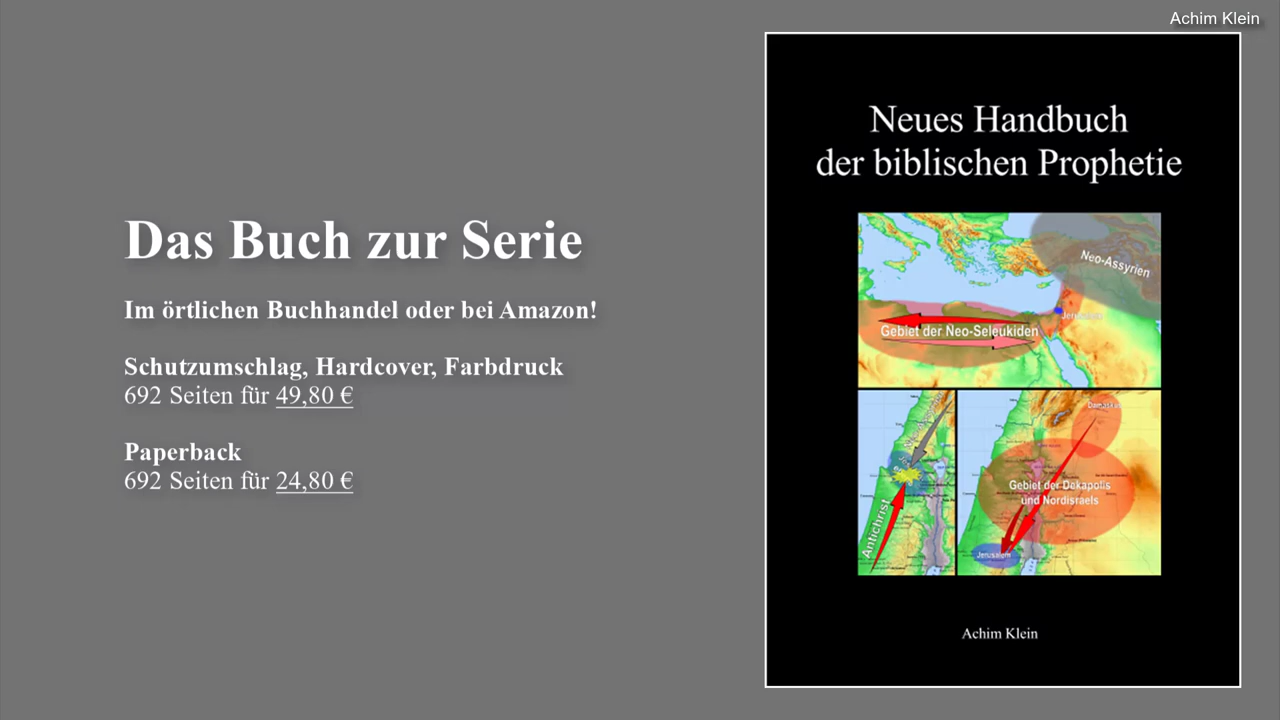 Achim Klein
Das Buch zur Serie
Im örtlichen Buchhandel oder bei Amazon!
Schutzumschlag, Hardcover, Farbdruck
692 Seiten für 49,80 €
Paperback
692 Seiten für 24,80 €
Neues Handbuch
der biblischen Prophetie
Neo-Assyrien
Jerusalem
Gebiet der Neo-Seleukiden
Antichrist
Damaskus
Gebiet der Dekapolis
und Nordisraels
Jerusalem
Achim Klein